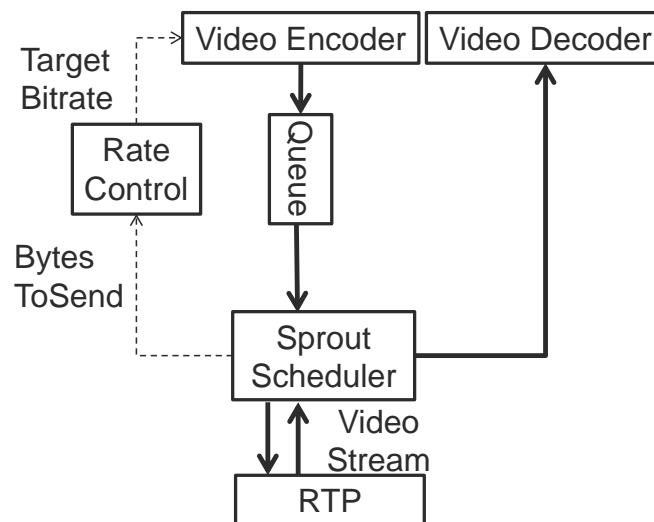 Video Encoder
Video Decoder
Target
Bitrate
Rate
Control
Queue
Bytes
ToSend
Sprout
Scheduler
Video
Stream
RTP